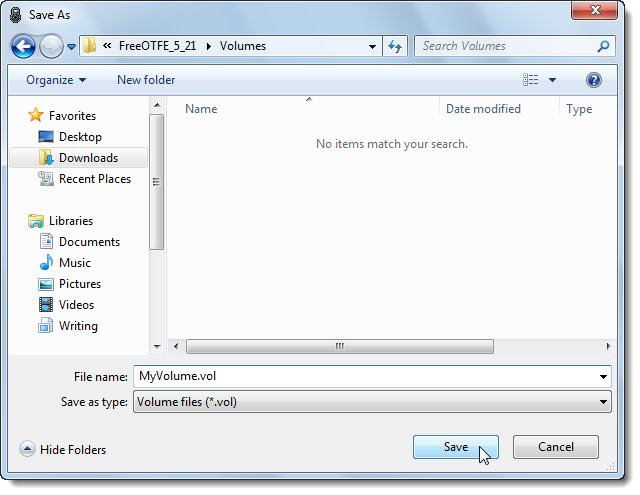 Save As
« FreeOTFE_5_21 Volumes Search Volumes
Organize New folder
Favorites
Desktop
Downloads
Recent Places
Libraries
Documents
Music
Pictures
Videos
Writing
Name Date modified Type
No items match your search.
File name: MyVolume.vol
Save as type: Volume files (*.vol)
Hide Folders Save Cancel